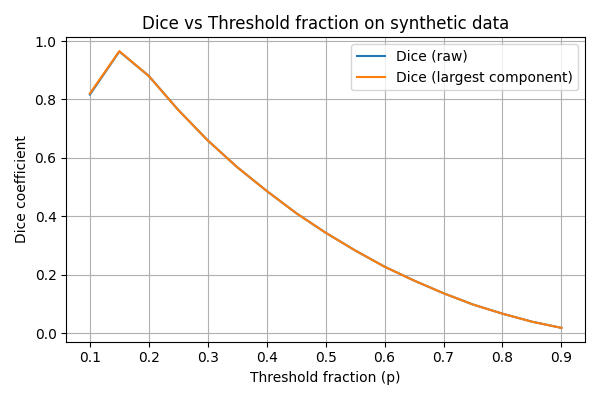 Dice vs Threshold fraction on synthetic data
Dice (raw)
Dice (largest component)
Dice coefficient
1.0
0.8
0.6
0.4
0.2
0.0
0.1 0.2 0.3 0.4 0.5 0.6 0.7 0.8 0.9
Threshold fraction (p)